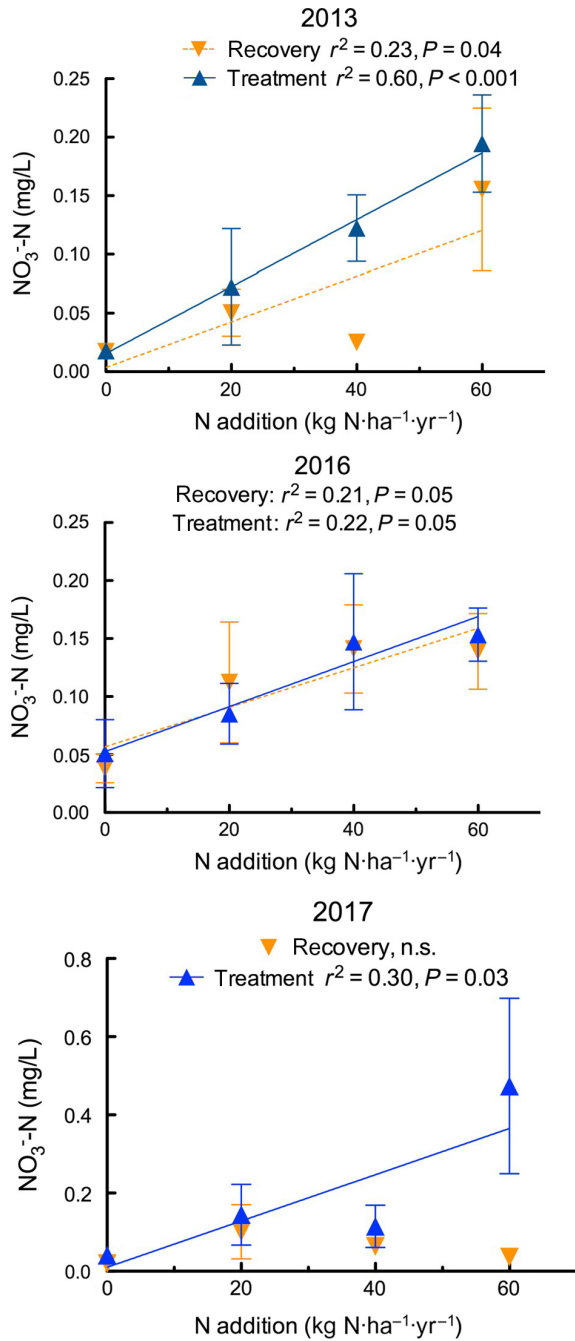 2013
Recovery r² = 0.23, P = 0.04
Treatment r² = 0.60, P < 0.001
0.25
0.20
0.15
0.10
0.05
0.00
NO₃⁻-N (mg/L)
0 20 40 60
N addition (kg N·ha⁻¹·yr⁻¹)
2016
Recovery: r² = 0.21, P = 0.05
Treatment: r² = 0.22, P = 0.05
0.25
0.20
0.15
0.10
0.05
0.00
NO₃⁻-N (mg/L)
0 20 40 60
N addition (kg N·ha⁻¹·yr⁻¹)
2017
Recovery, n.s.
Treatment r² = 0.30, P = 0.03
0.8
0.6
0.4
0.2
0.0
NO₃⁻-N (mg/L)
0 20 40 60
N addition (kg N·ha⁻¹·yr⁻¹)